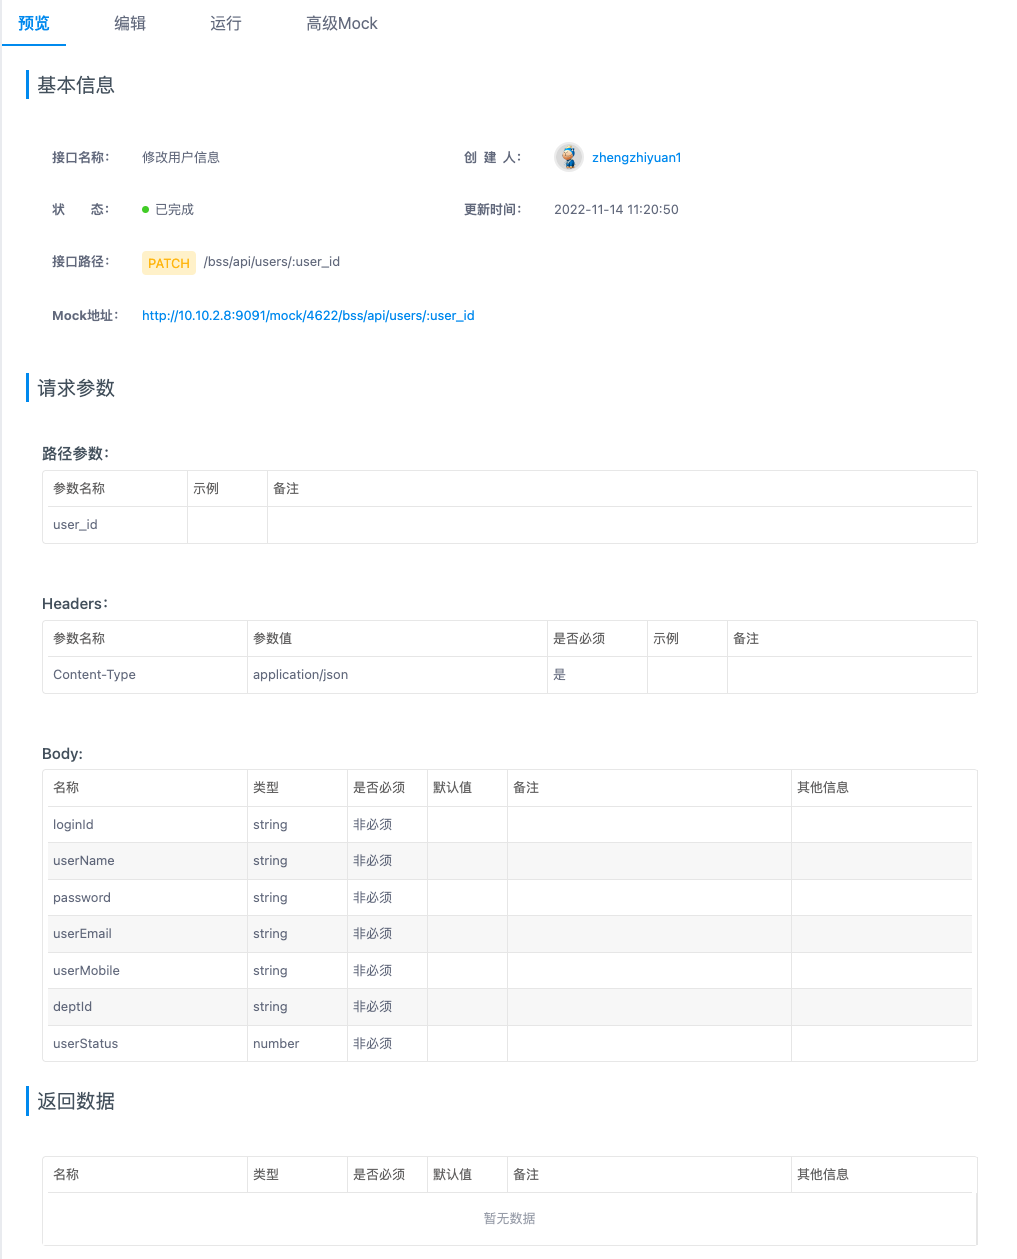 预览 编辑 运行 高级Mock
基本信息
接口名称： 修改用户信息 创 建 人： zhengzhiyuan1
状 态： 已完成 更新时间： 2022-11-14 11:20:50
接口路径： PATCH /bss/api/users/:user_id
Mock地址： http://10.10.2.8:9091/mock/4622/bss/api/users/:user_id
请求参数
路径参数：
参数名称 示例 备注
user_id
Headers：
参数名称 参数值 是否必须 示例 备注
Content-Type application/json 是
Body:
名称 类型 是否必须 默认值 备注 其他信息
loginId string 非必须
userName string 非必须
password string 非必须
userEmail string 非必须
userMobile string 非必须
deptId string 非必须
userStatus number 非必须
返回数据
名称 类型 是否必须 默认值 备注 其他信息
暂无数据